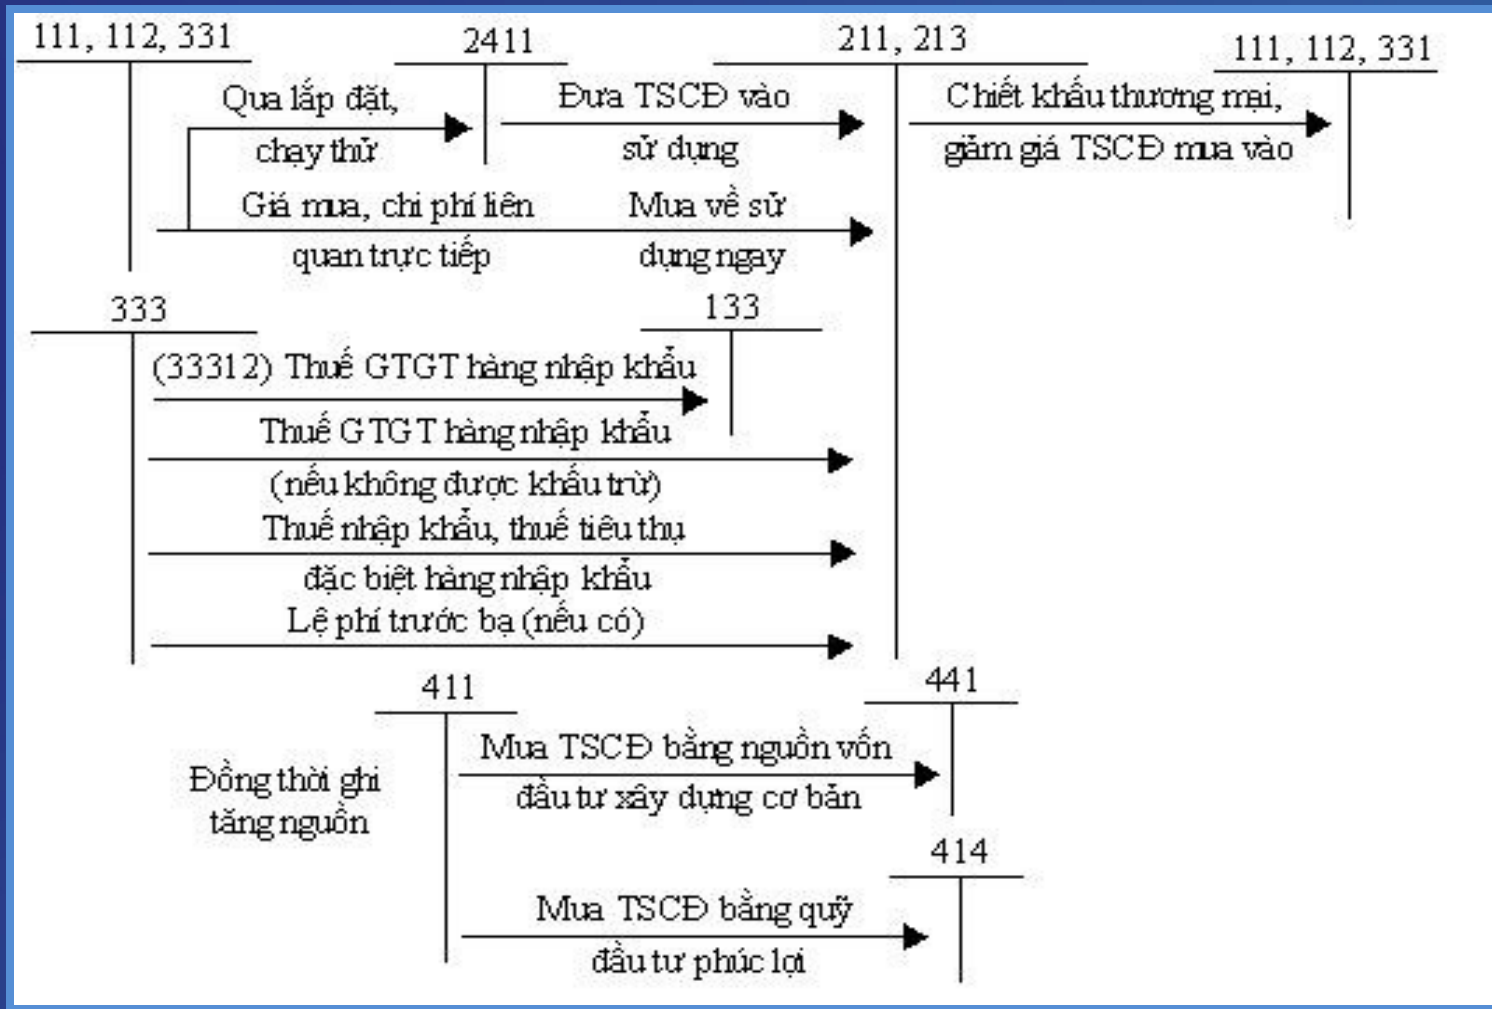 111, 112, 331
2411
211, 213
111, 112, 331
Qua lắp đặt,
chạy thử
Đưa TSCĐ vào
sử dụng
Chiết khấu thương mại,
giảm giá TSCĐ mua vào
Giá mua, chi phí liên
quan trực tiếp
Mua về sử
dụng ngay
333
133
(33312) Thuế GTGT hàng nhập khẩu
Thuế GTGT hàng nhập khẩu
(nếu không được khấu trừ)
Thuế nhập khẩu, thuế tiêu thụ
đặc biệt hàng nhập khẩu
Lệ phí trước bạ (nếu có)
411
441
Đồng thời ghi
tăng nguồn
Mua TSCĐ bằng nguồn vốn
đầu tư xây dựng cơ bản
414
Mua TSCĐ bằng quỹ
đầu tư phúc lợi